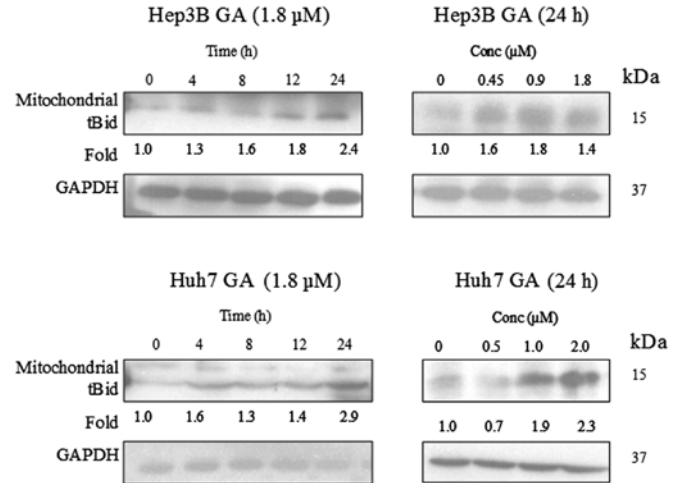 Hep3B GA (1.8 µM) Hep3B GA (24 h)
Time (h) Conc (µM)
0 4 8 12 24 0 0.45 0.9 1.8 kDa
Mitochondrial
tBid 15
Fold 1.0 1.3 1.6 1.8 2.4 1.0 1.6 1.8 1.4
GAPDH 37
Huh7 GA (1.8 µM) Huh7 GA (24 h)
Time (h) Conc (µM)
0 4 8 12 24 0 0.5 1.0 2.0 kDa
Mitochondrial
tBid 15
Fold 1.0 1.6 1.3 1.4 2.9 1.0 0.7 1.9 2.3
GAPDH 37